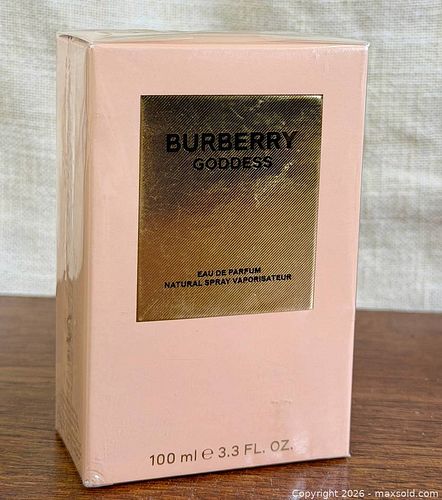 BURBERRY
GODDESS
EAU DE PARFUM
NATURAL SPRAY VAPORISATEUR
100 ml ℮ 3.3 FL. OZ.
Copyright 2026 - maxsold.com